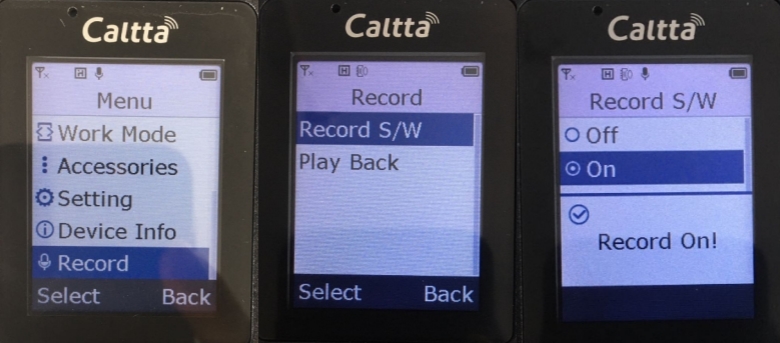 Caltta
H
Menu
Work Mode
Accessories
Setting
Device Info
Record
Select Back
Caltta
H
Record
Record S/W
Play Back
Select Back
Caltta
H
Record S/W
Off
On
Record On!